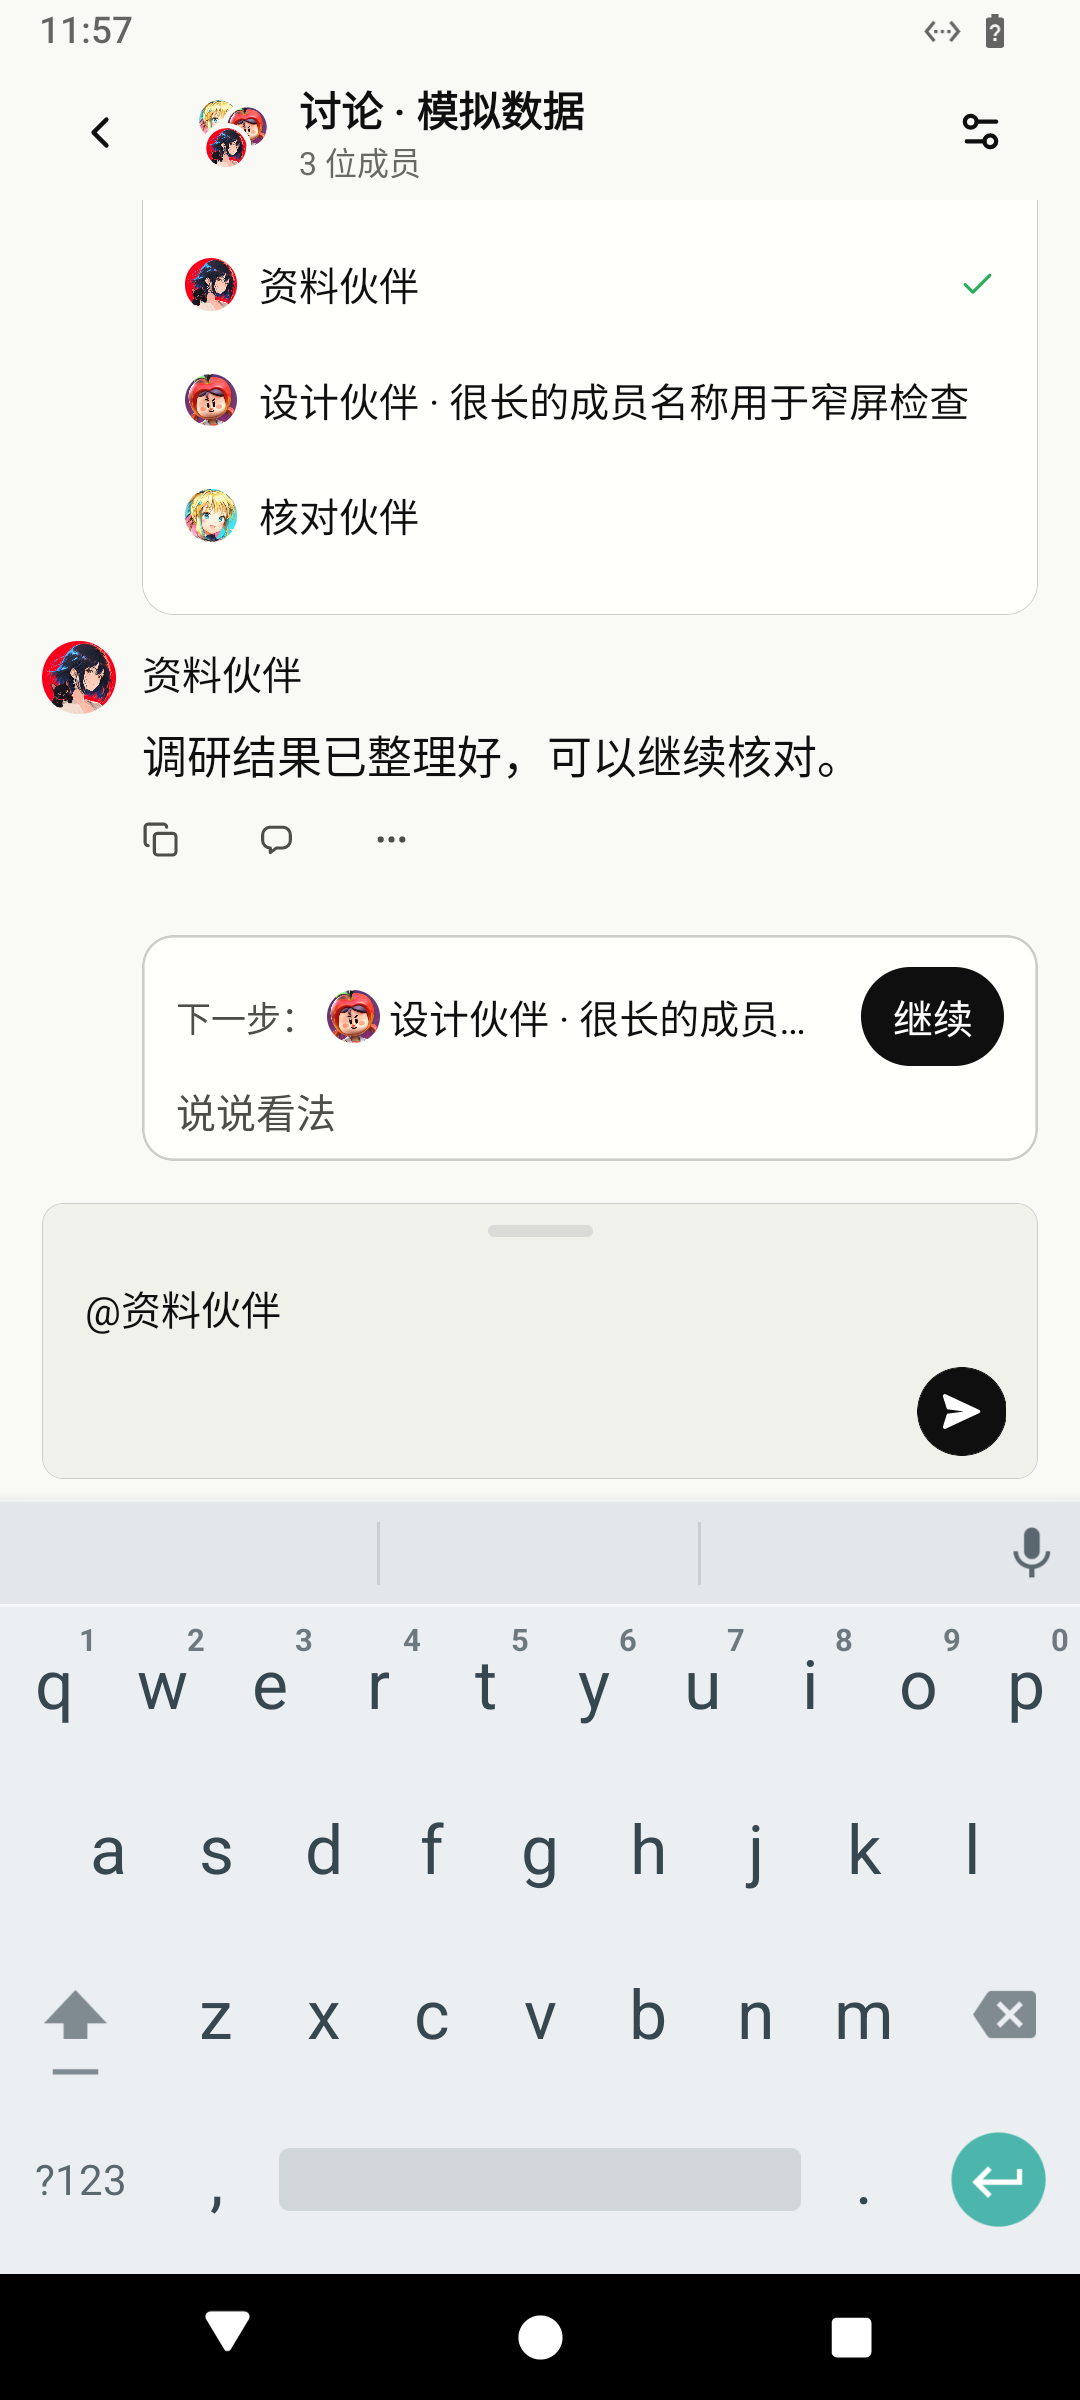 11:57
讨论 · 模拟数据
3 位成员
资料伙伴
设计伙伴 · 很长的成员名称用于窄屏检查
核对伙伴
资料伙伴
调研结果已整理好，可以继续核对。
下一步： 设计伙伴 · 很长的成员... 继续
说说看法
@资料伙伴
1 2 3 4 5 6 7 8 9 0
q w e r t y u i o p
a s d f g h j k l
z x c v b n m
?123 , .